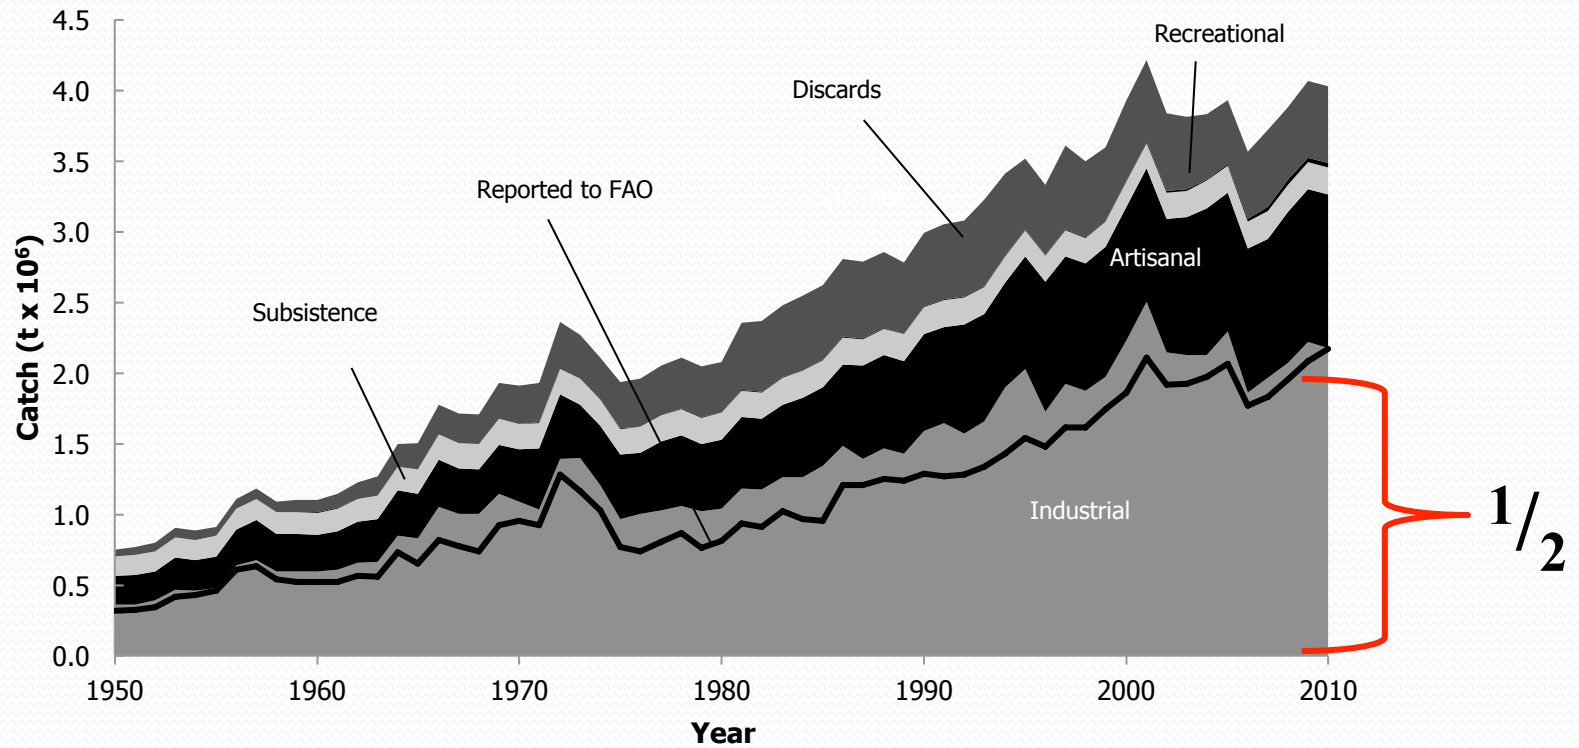 4.5
4.0
3.5
3.0
2.5
2.0
1.5
1.0
0.5
0.0
Catch (t x 10⁶)
Recreational
Discards
Reported to FAO
Subsistence
Artisanal
Industrial
1/2
1950 1960 1970 1980 1990 2000 2010
Year